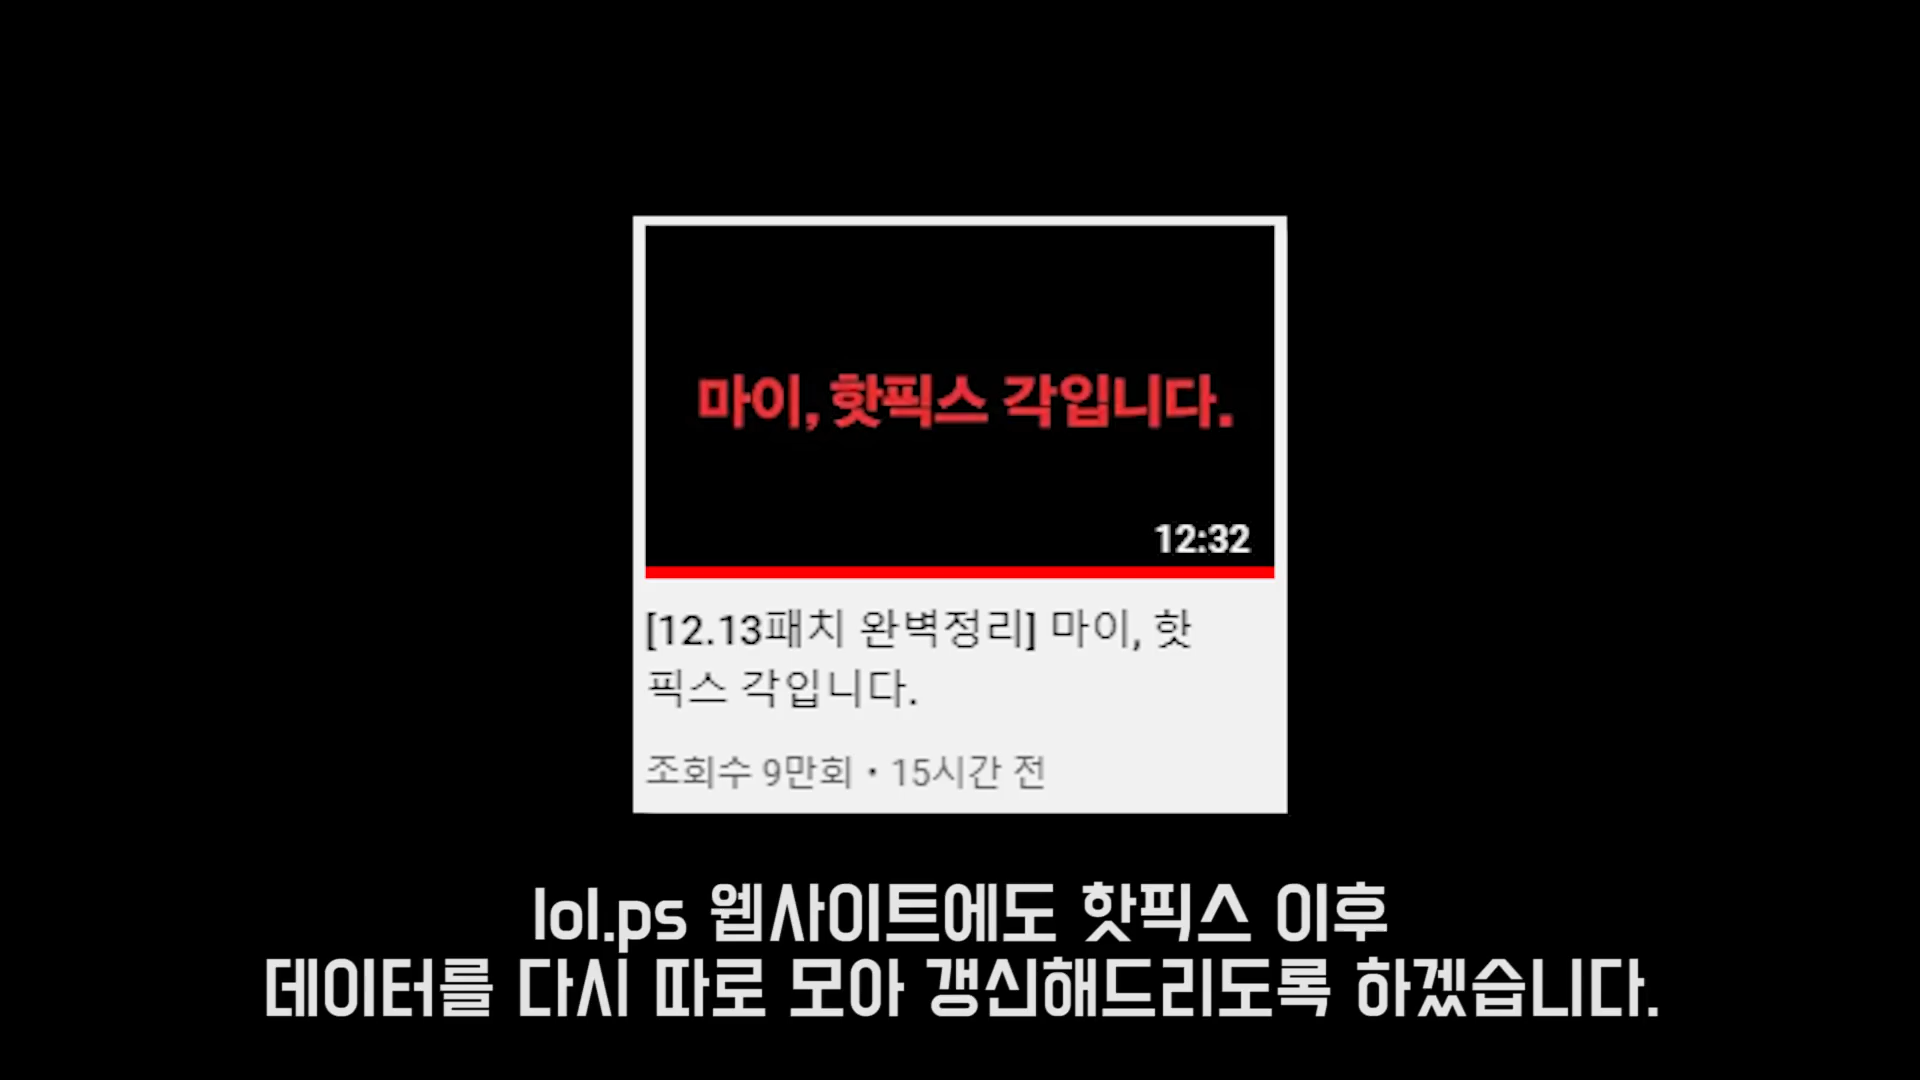 마이, 핫픽스 각입니다.
12:32
[12.13패치 완벽정리] 마이, 핫
픽스 각입니다.
조회수 9만회 • 15시간 전
lol.ps 웹사이트에도 핫픽스 이후
데이터를 다시 따로 모아 갱신해드리도록 하겠습니다.